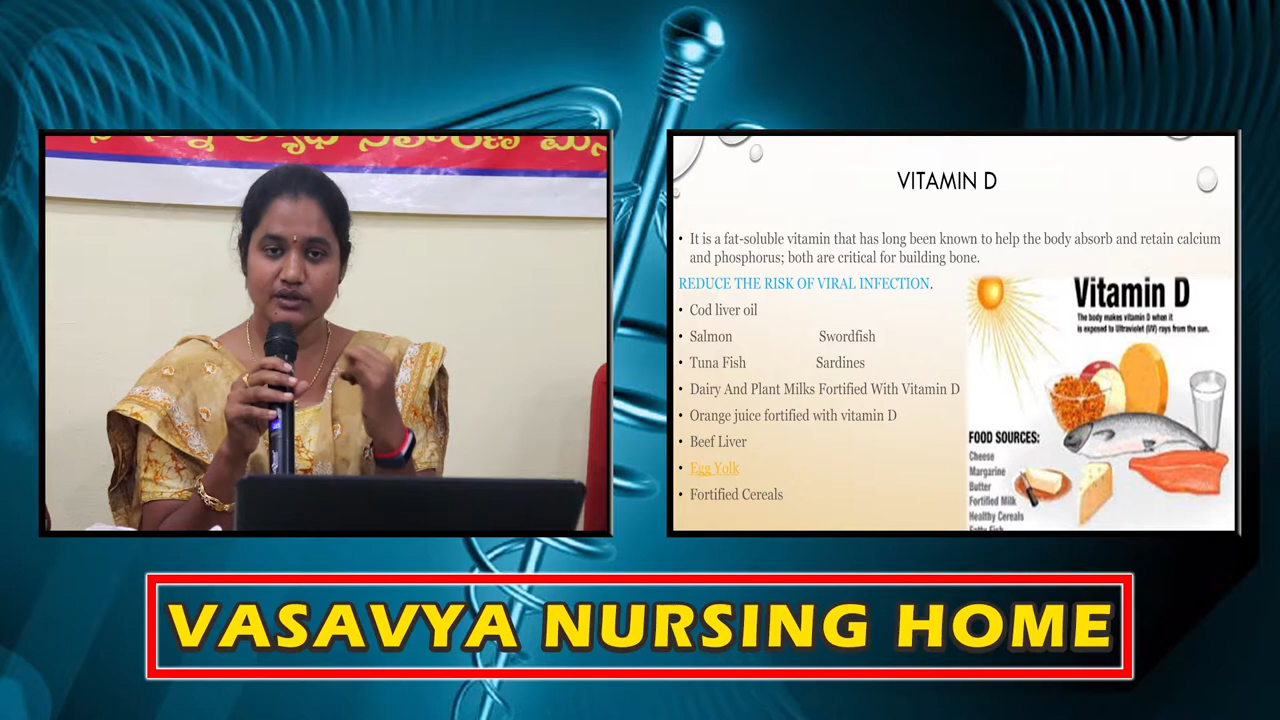 VITAMIN D
• It is a fat-soluble vitamin that has long been known to help the body absorb and retain calcium
and phosphorus; both are critical for building bone.
REDUCE THE RISK OF VIRAL INFECTION.
• Cod liver oil
• Salmon Swordfish
• Tuna Fish Sardines
• Dairy And Plant Milks Fortified With Vitamin D
• Orange juice fortified with vitamin D
• Beef Liver
• Egg Yolk
• Fortified Cereals
Vitamin D
The body makes vitamin D when it
is exposed to Ultraviolet (UV) rays from the sun.
FOOD SOURCES:
Cheese
Margarine
Butter
Fortified Milk
Healthy Cereals
Fatty Fish
VASAVYA NURSING HOME